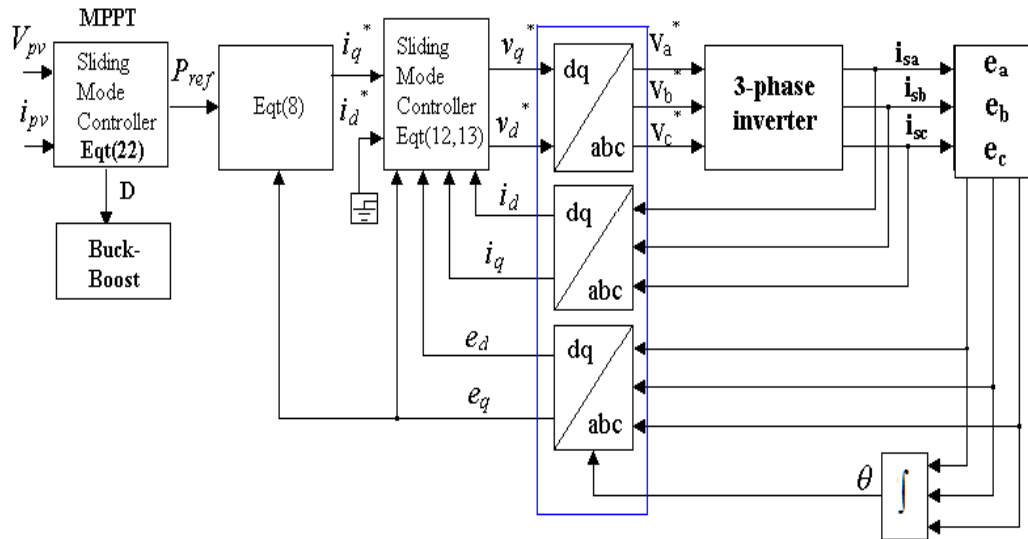 MPPT
V_pv
i_pv
Sliding
Mode
Controller
Eqt(22)
D
Buck-
Boost
P_ref
Eqt(8)
i_q^*
i_d^*
Sliding
Mode
Controller
Eqt(12,13)
v_q^*
v_d^*
dq
abc
V_a^*
V_b^*
V_c^*
3-phase
inverter
i_sa
i_sb
i_sc
e_a
e_b
e_c
i_d
i_q
dq
abc
e_d
e_q
dq
abc
θ
∫